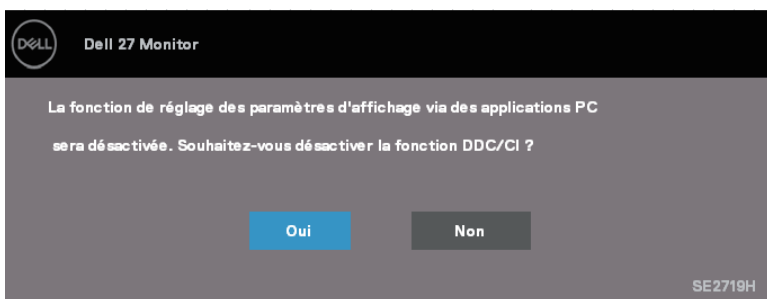 DELL
Dell 27 Monitor
La fonction de réglage des paramètres d'affichage via des applications PC
sera désactivée. Souhaitez-vous désactiver la fonction DDC/CI ?
Oui
Non
SE2719H